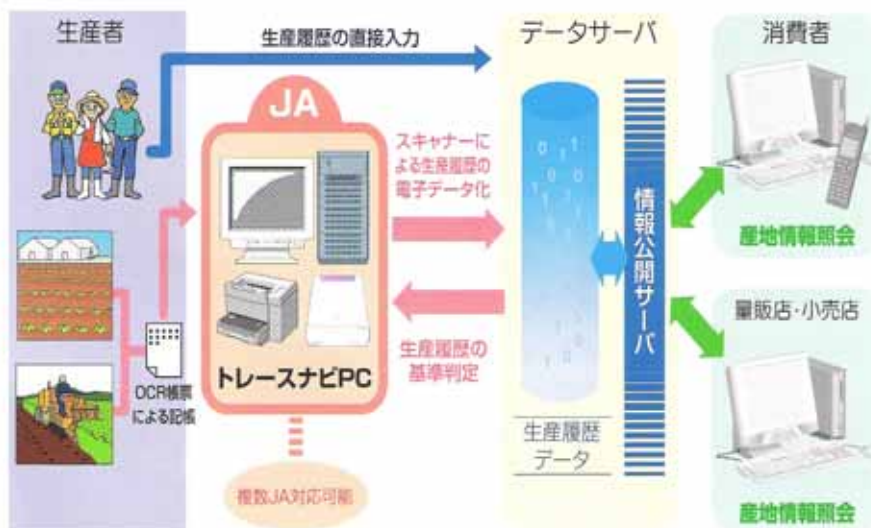 生産者
生産履歴の直接入力
データサーバ
消費者
JA
スキャナーに
よる生産履歴の
電子データ化
情報公開サーバ
産地情報照会
量販店・小売店
OCR帳票
による記帳
トレースナビPC
生産履歴の
基準判定
生産履歴
データ
複数JA対応可能
産地情報照会